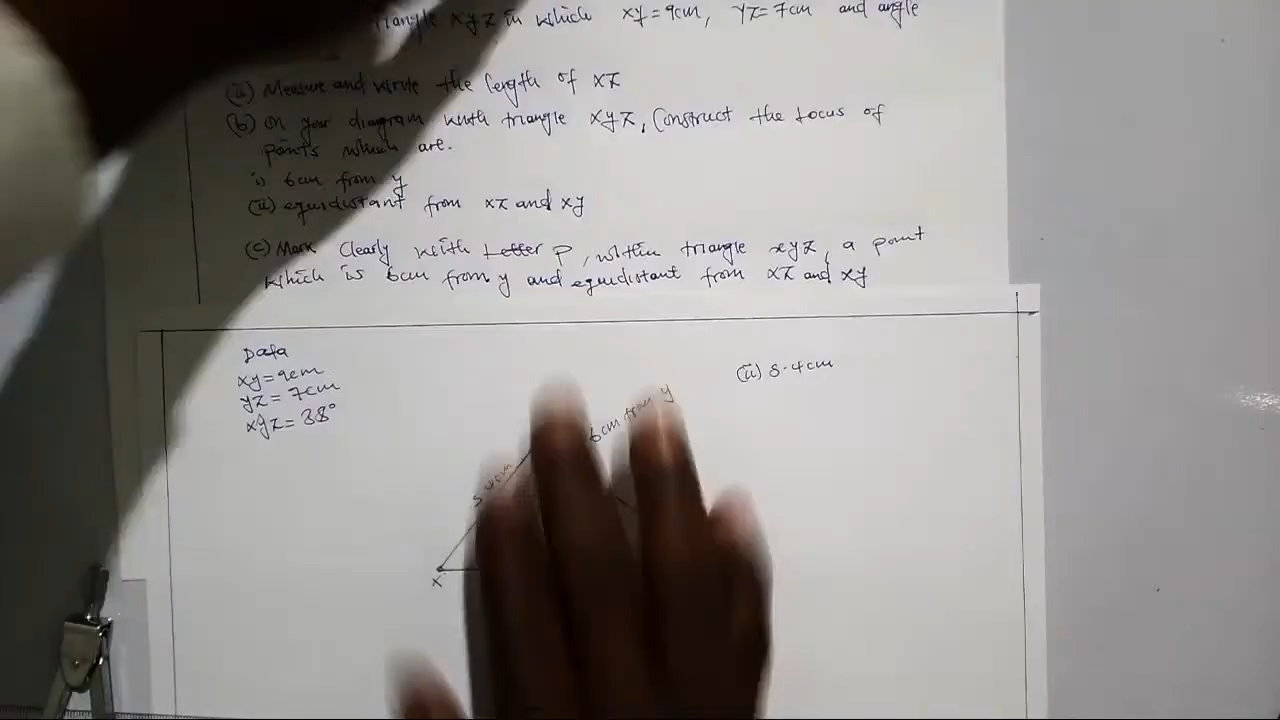 triangle XYZ in which XY = 9cm, YZ = 7cm and angle
(a) Measure and write the length of XZ
(b) On your diagram with triangle XYZ, Construct the Locus of
points which are.
i> 6cm from y
(ii) equidistant from XZ and XY
(c) Mark Clearly with Letter P, within triangle XYZ, a point
which is 6cm from y and equidistant from XZ and XY
Data
XY = 9cm
YZ = 7cm
XŷZ = 38°
(a) 5.4cm
6cm from y
cm
X